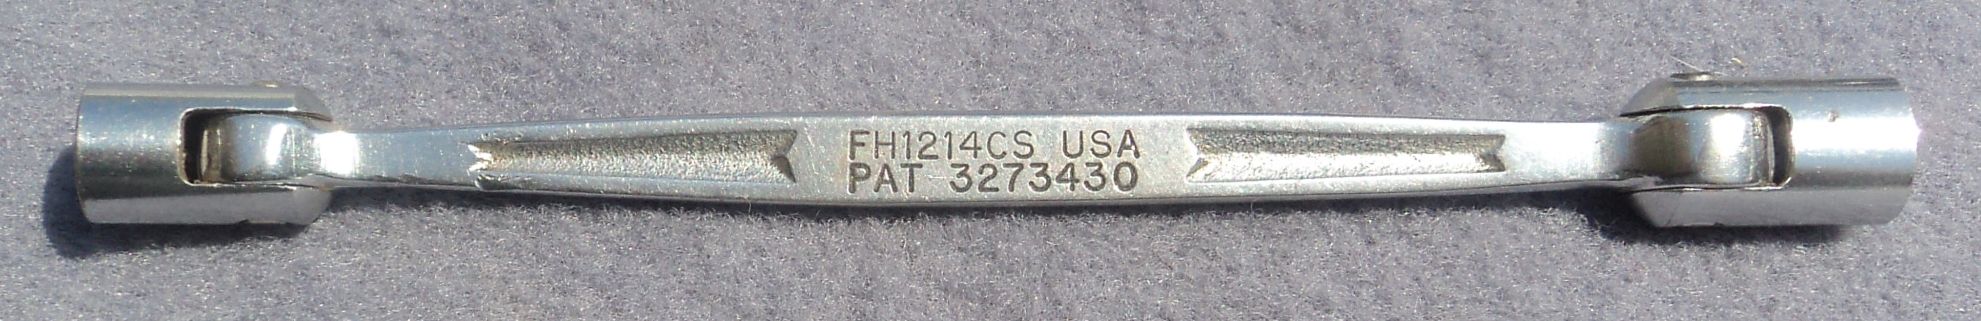 FH1214CS USA
PAT 3273430